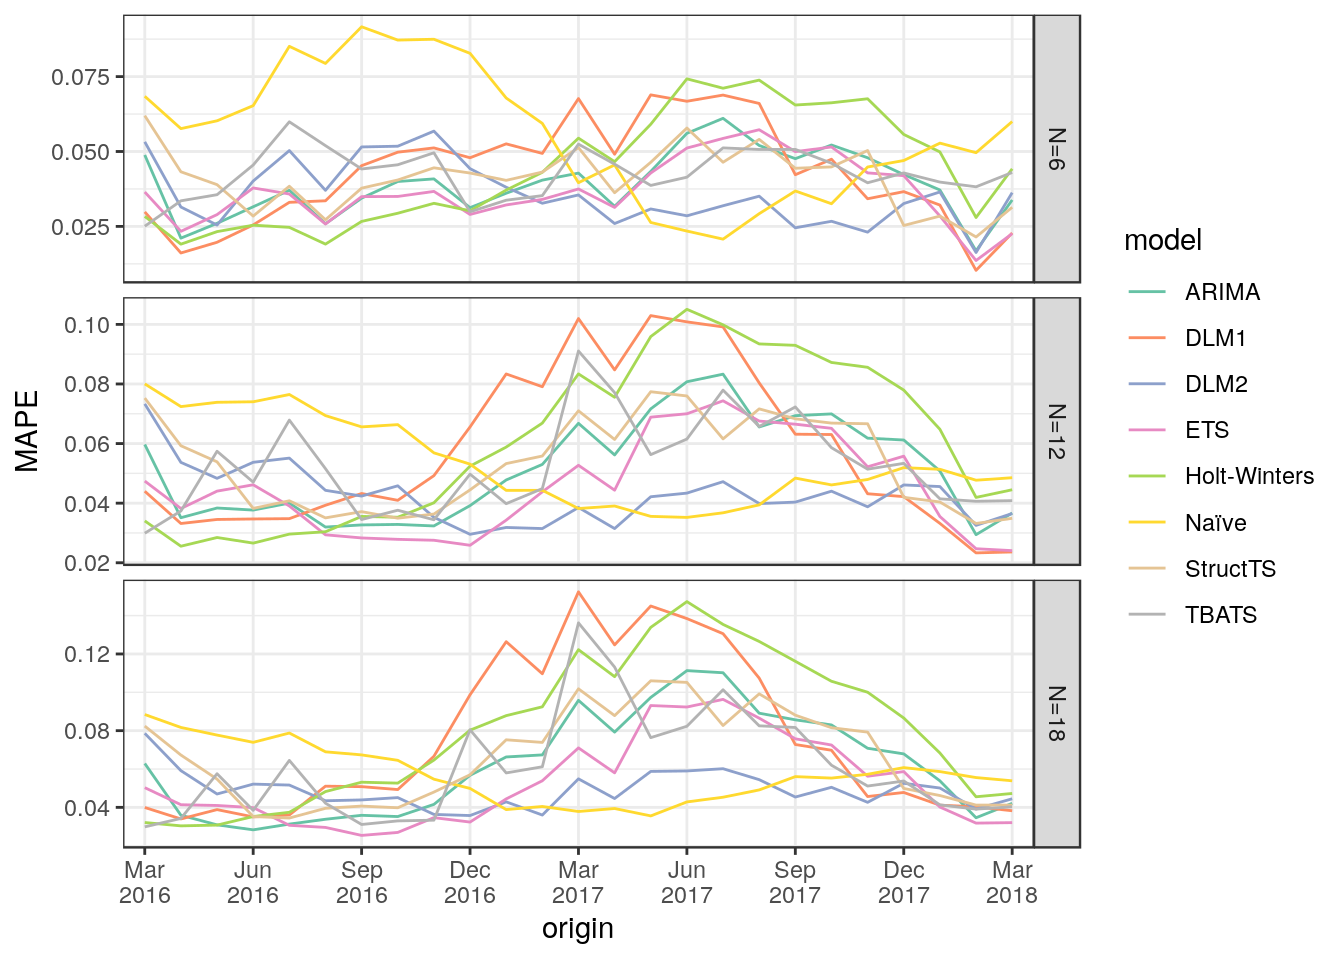 0.075
0.050
0.025
N=6
0.10
0.08
0.06
0.04
0.02
N=12
0.12
0.08
0.04
N=18
MAPE
Mar Jun Sep Dec Mar Jun Sep Dec Mar
2016 2016 2016 2016 2017 2017 2017 2017 2018
origin
model
ARIMA
DLM1
DLM2
ETS
Holt-Winters
Naïve
StructTS
TBATS